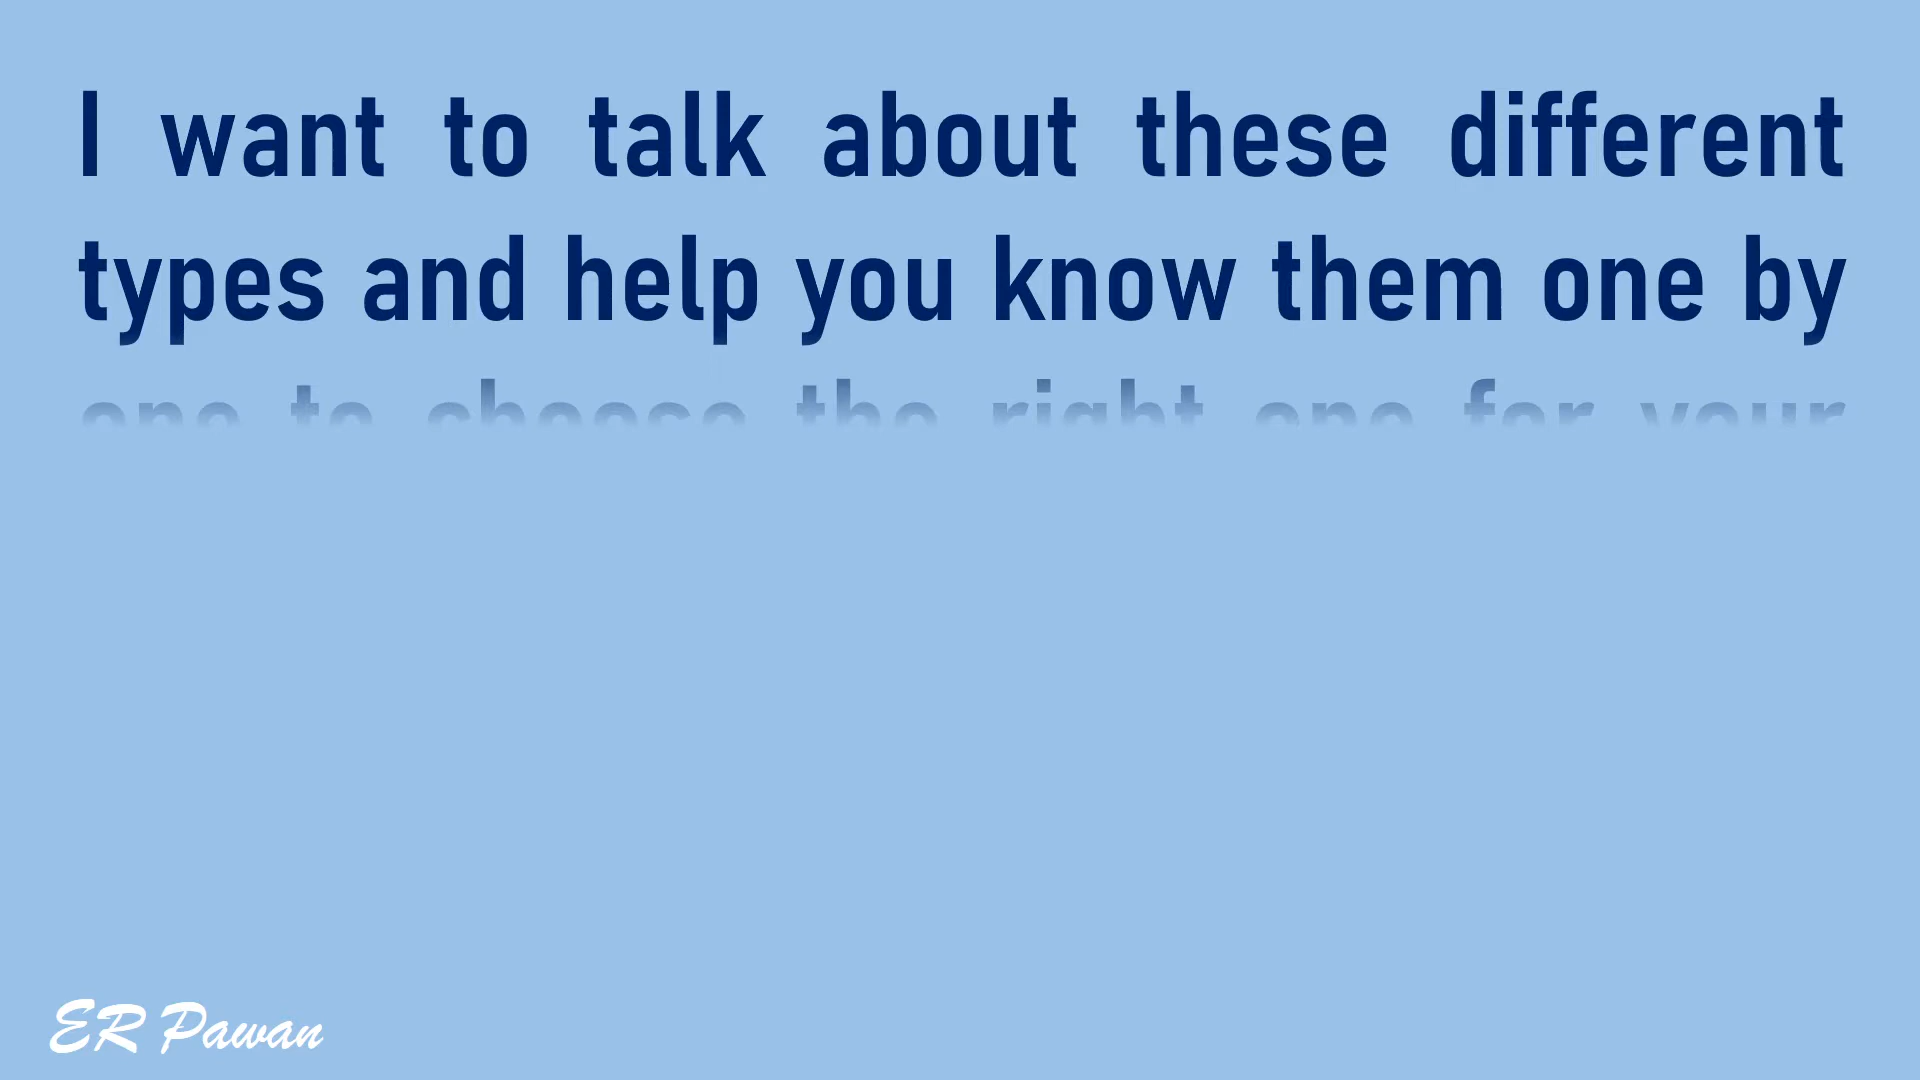 I want to talk about these different
types and help you know them one by
one to choose the right one for your
ER Pawan